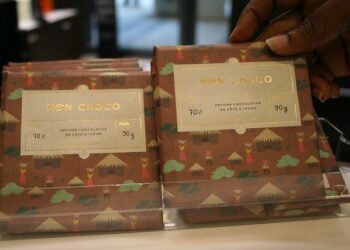 MON CHOCO
70%
ARTISAN CHOCOLATIER
DE CÔTE D'IVOIRE
90g
MON CHOCO
70%
ARTISAN CHOCOLATIER
DE CÔTE D'IVOIRE
90g